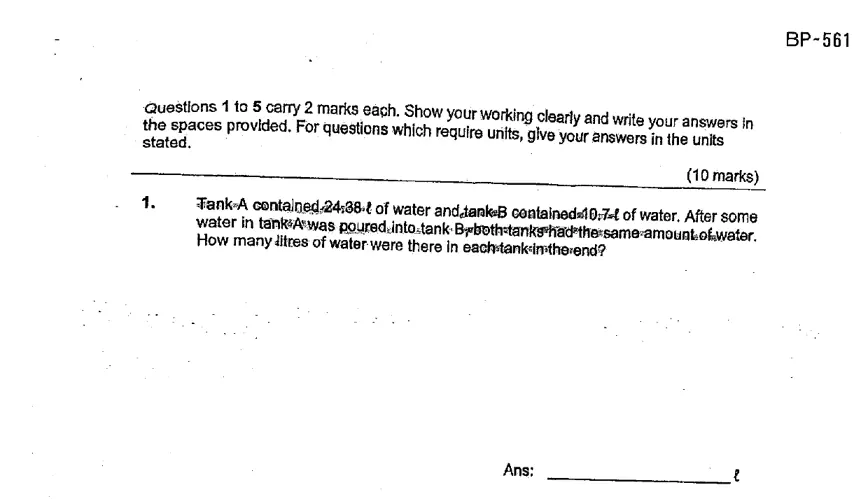 BP-561
Questions 1 to 5 carry 2 marks each. Show your working clearly and write your answers in
the spaces provided. For questions which require units, give your answers in the units
stated.
(10 marks)
1. Tank A contained 24.38 ℓ of water and tank B contained 10.7 ℓ of water. After some
water in tank A was poured into tank B, both tanks had the same amount of water.
How many litres of water were there in each tank in the end?
Ans: ____________________ ℓ